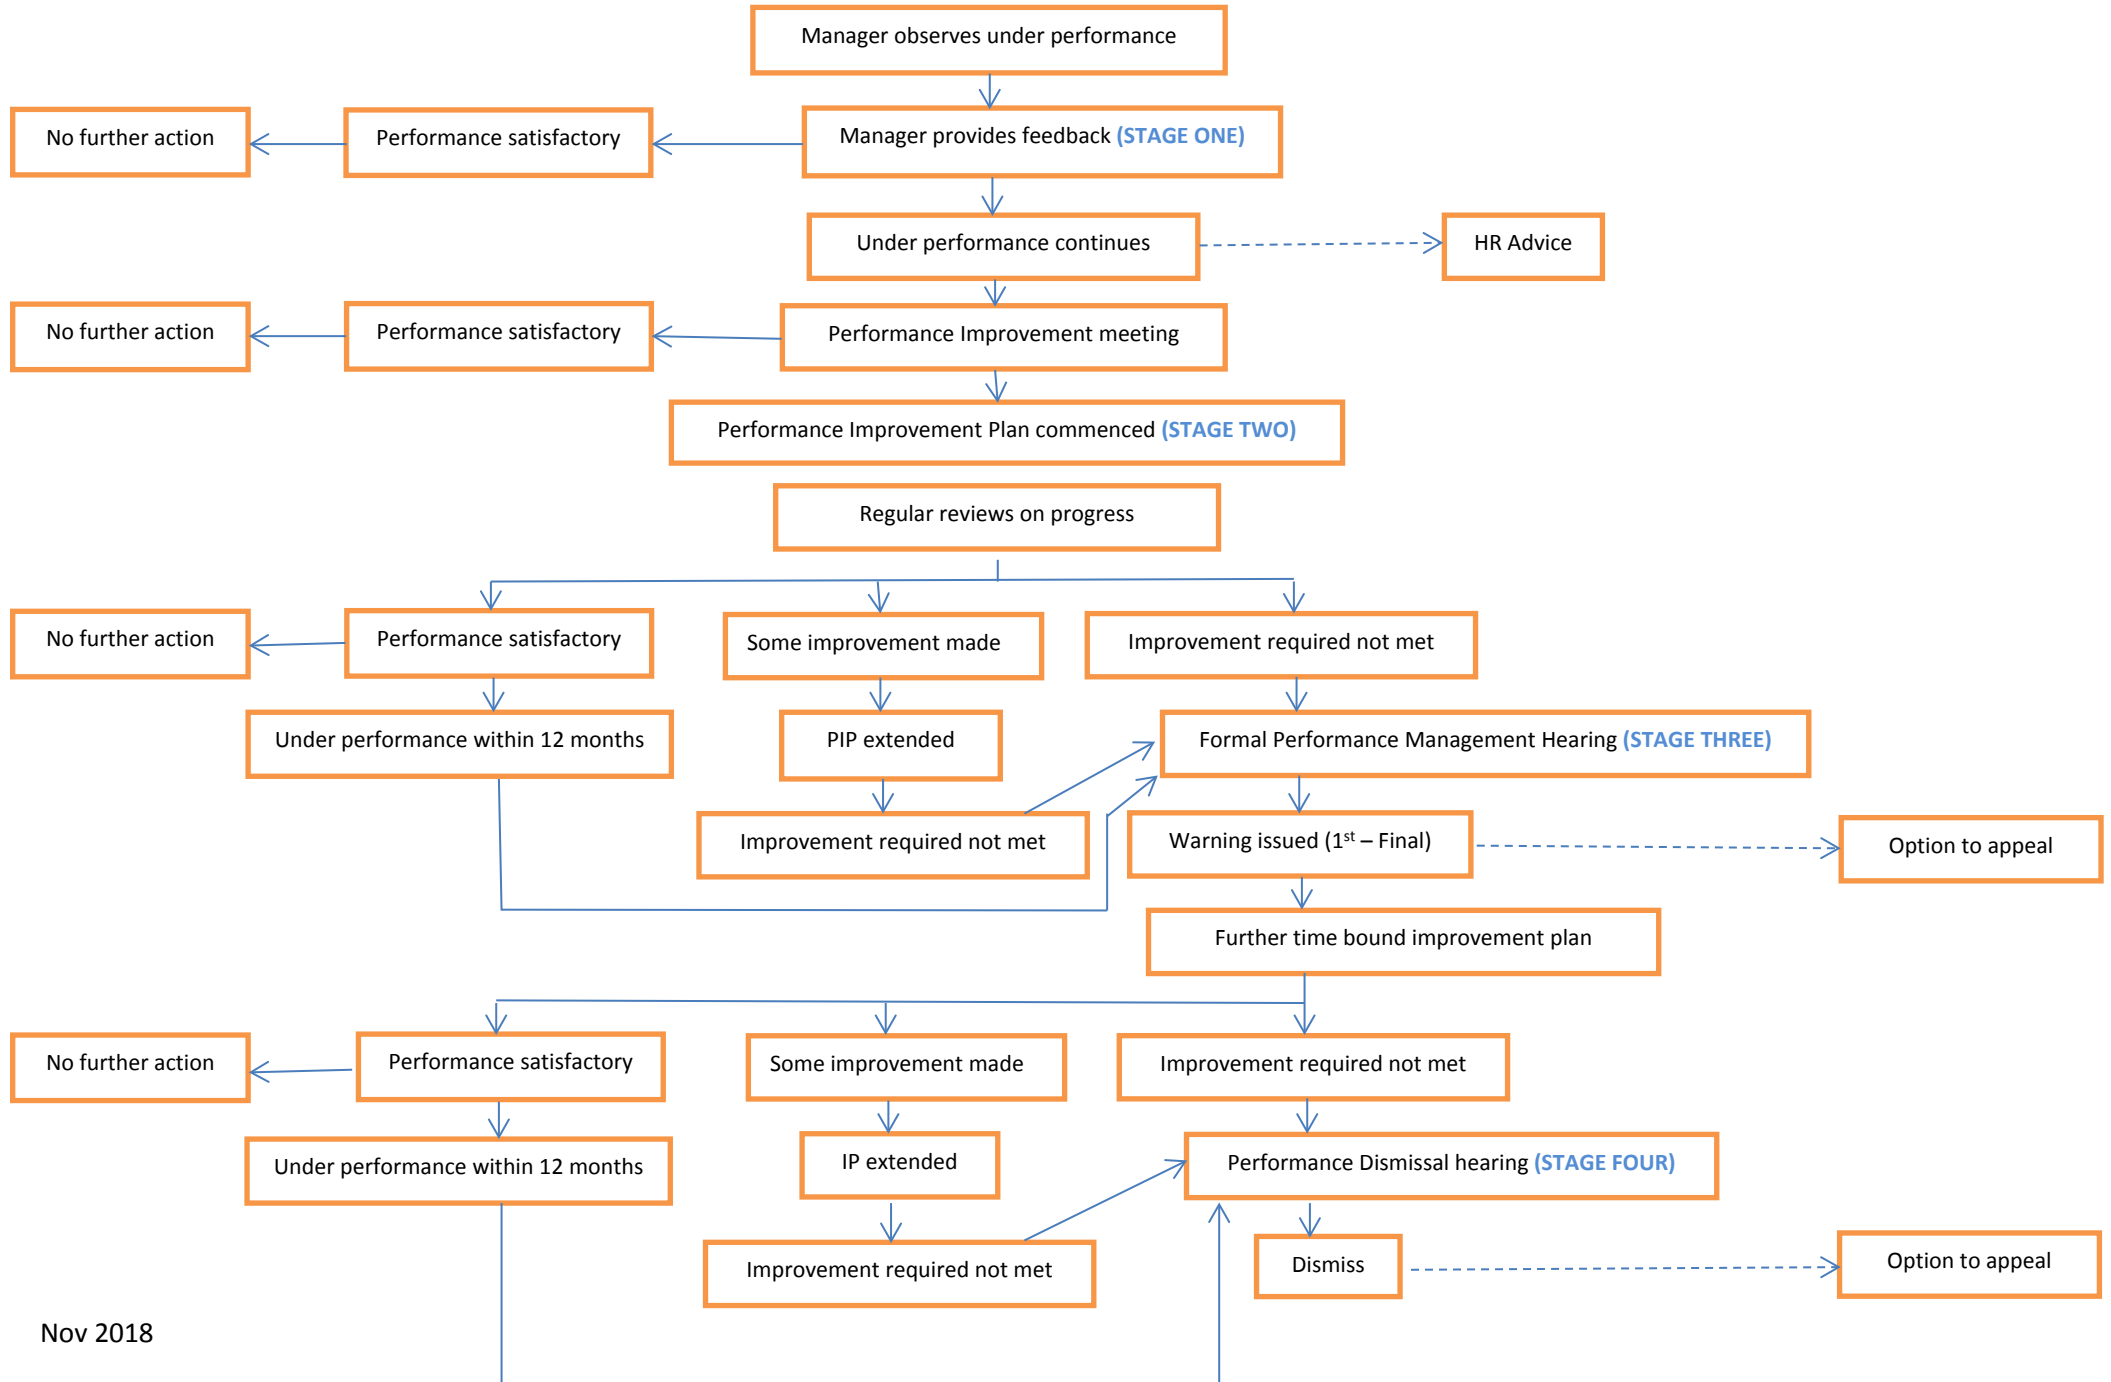 Manager observes under performance
No further action
Performance satisfactory
Manager provides feedback (STAGE ONE)
Under performance continues
HR Advice
No further action
Performance satisfactory
Performance Improvement meeting
Performance Improvement Plan commenced (STAGE TWO)
Regular reviews on progress
No further action
Performance satisfactory
Some improvement made
Improvement required not met
Under performance within 12 months
PIP extended
Formal Performance Management Hearing (STAGE THREE)
Improvement required not met
Warning issued (1st – Final)
Option to appeal
Further time bound improvement plan
No further action
Performance satisfactory
Some improvement made
Improvement required not met
Under performance within 12 months
IP extended
Performance Dismissal hearing (STAGE FOUR)
Improvement required not met
Dismiss
Option to appeal
Nov 2018